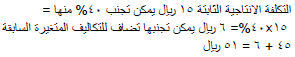 التكلفة الانتاجية الثابتة ١٥ ريال يمكن تجنب ٤٠% منها =
١٥×٤٠%= ٦ ريال يمكن تجنبها تضاف للتكاليف المتغيرة السابقة
٤٥ + ٦ = ٥١ ريال